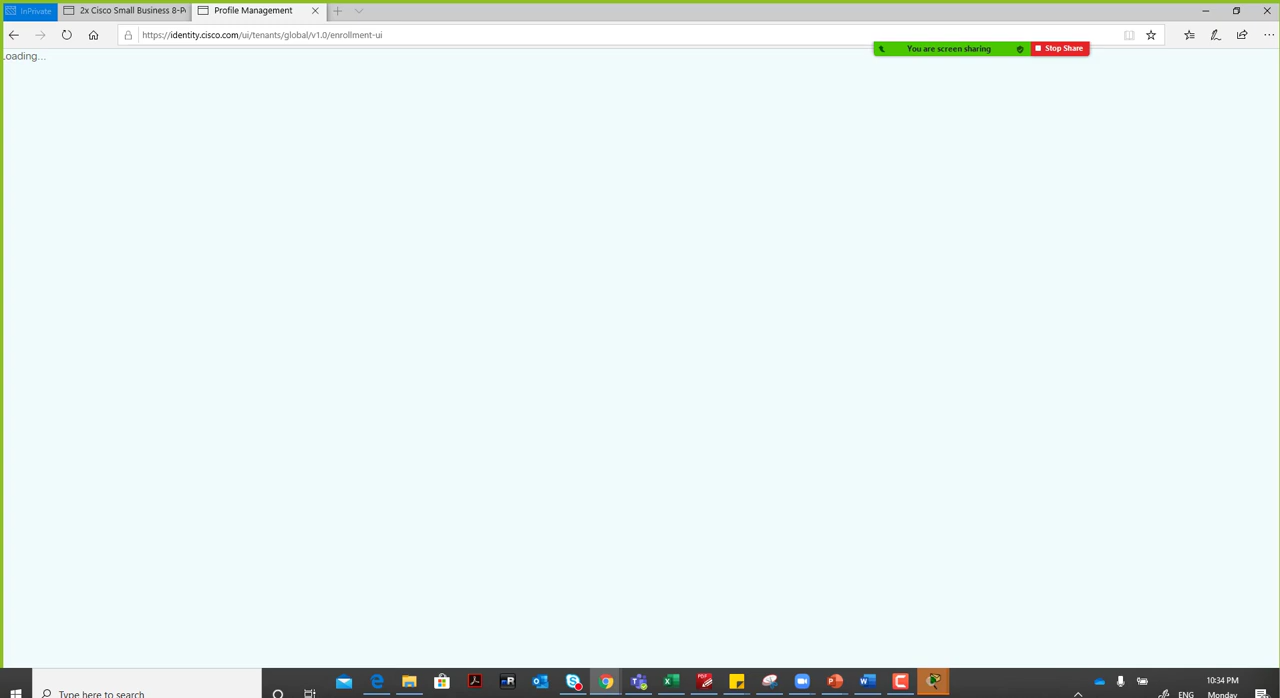 InPrivate
2x Cisco Small Business 8-P
Profile Management
https://identity.cisco.com/ui/tenants/global/v1.0/enrollment-ui
You are screen sharing
Stop Share
Loading...
Type here to search
10:34 PM
ENG
Monday